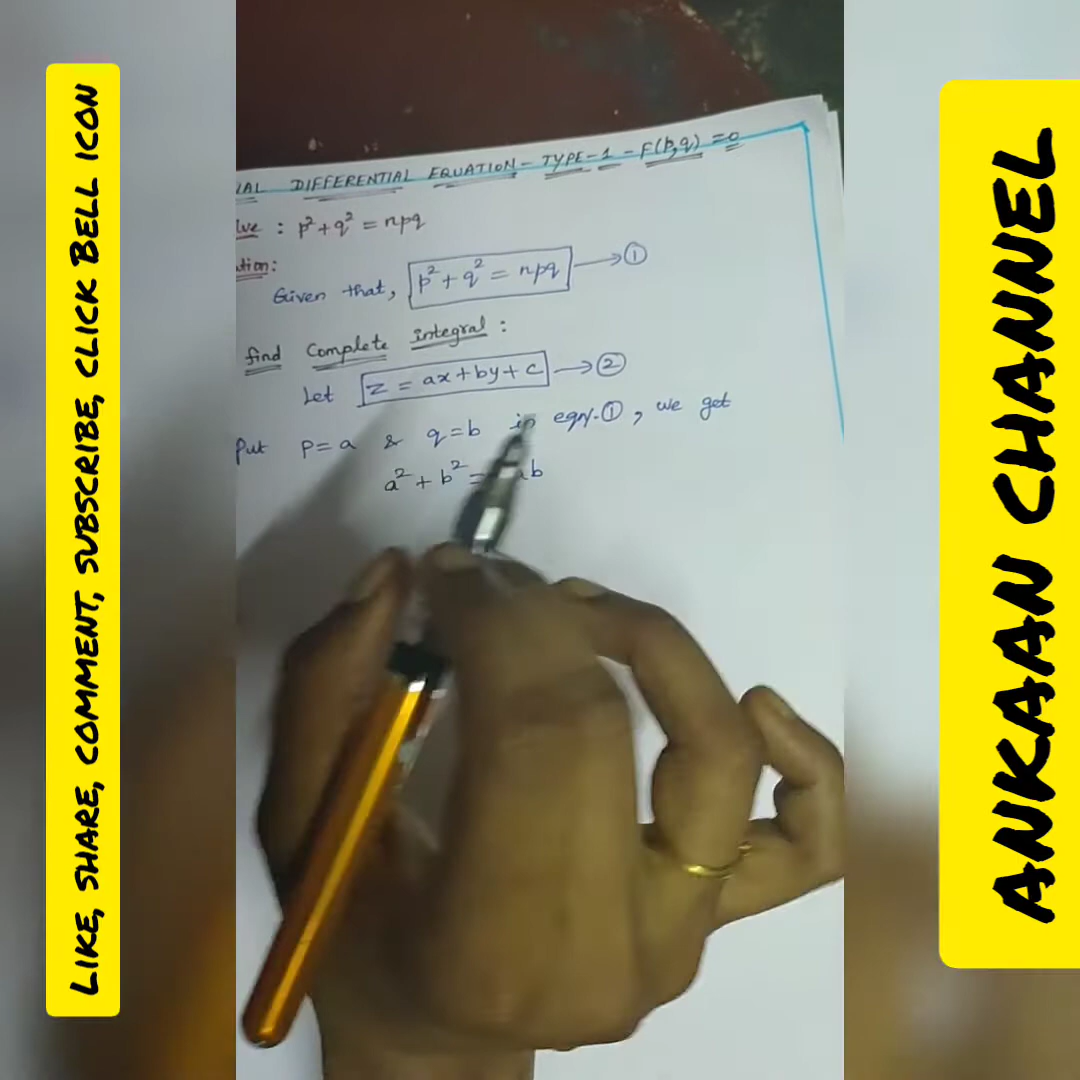 LIKE, SHARE, COMMENT, SUBSCRIBE, CLICK BELL ICON
IAL DIFFERENTIAL EQUATION - TYPE-1 - F(p,q) = 0
lve : p² + q² = npq
tion:
Given that, p² + q² = npq → ①
find Complete integral :
Let z = ax + by + c → ②
Put p = a & q = b in eqn. ①, we get
a² + b² = ab
ANKAAN CHANNEL